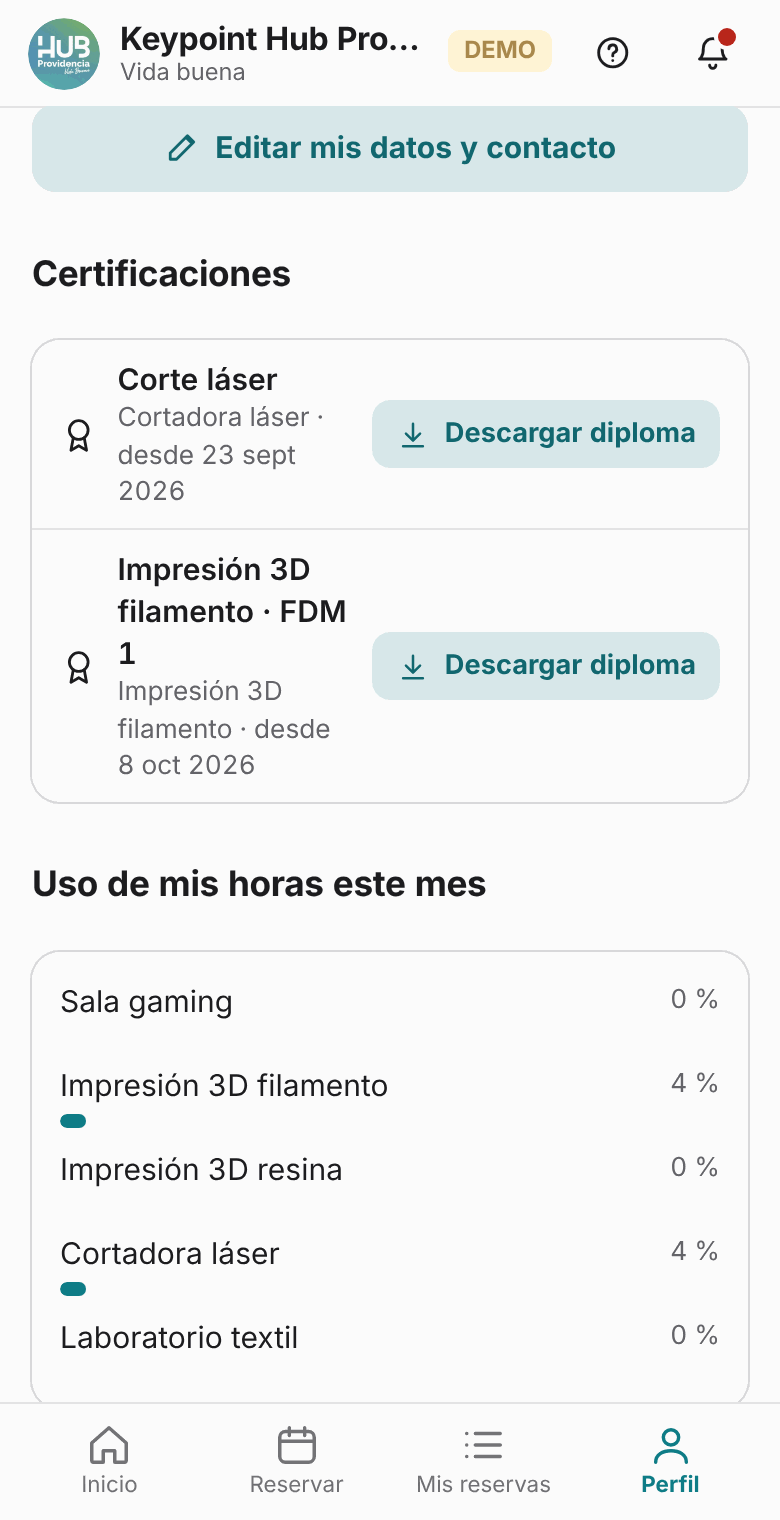 HUB
Providencia
Keypoint Hub Pro...
Vida buena
DEMO
Editar mis datos y contacto
Certificaciones
Corte láser
Cortadora láser ·
desde 23 sept
2026
Descargar diploma
Impresión 3D
filamento · FDM
1
Impresión 3D
filamento · desde
8 oct 2026
Descargar diploma
Uso de mis horas este mes
Sala gaming
0 %
Impresión 3D filamento
4 %
Impresión 3D resina
0 %
Cortadora láser
4 %
Laboratorio textil
0 %
Inicio
Reservar
Mis reservas
Perfil